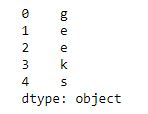 0    g
1    e
2    e
3    k
4    s
dtype: object